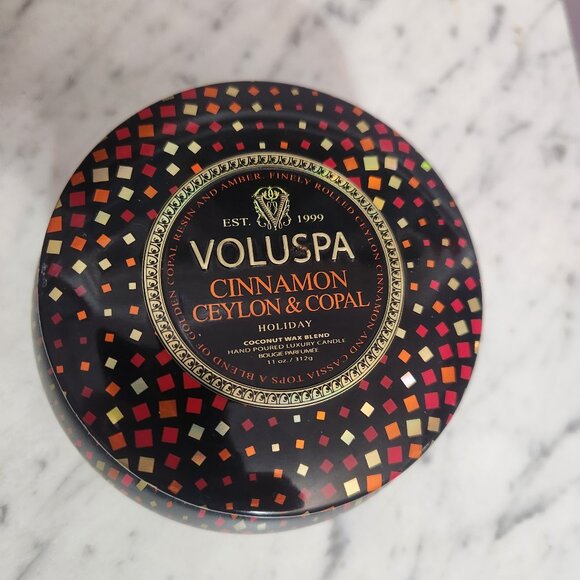 EST. 1999
VOLUSPA
CINNAMON
CEYLON & COPAL
HOLIDAY
COCONUT WAX BLEND
HAND POURED LUXURY CANDLE
BOUGIE PARFUMÉE
11 oz. / 312g
FINELY ROLLED CEYLON CINNAMON AND CASSIA TOPS A BLEND OF GOLDEN COPAL RESIN AND AMBER.